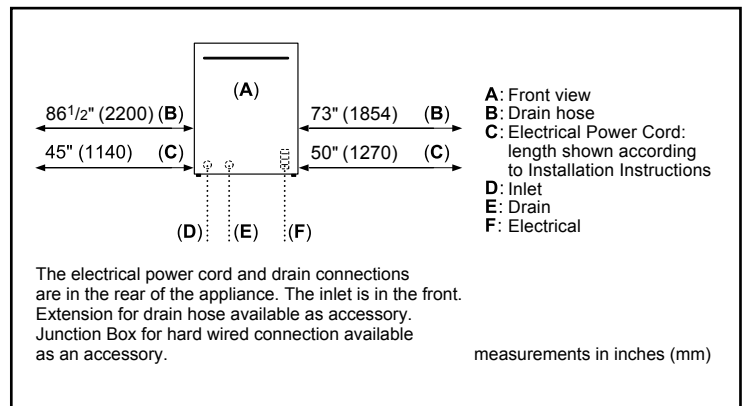 (A)
86 1/2" (2200) (B)
73" (1854) (B)
45" (1140) (C)
50" (1270) (C)
(D) (E) (F)
A: Front view
B: Drain hose
C: Electrical Power Cord:
length shown according
to Installation Instructions
D: Inlet
E: Drain
F: Electrical
The electrical power cord and drain connections
are in the rear of the appliance. The inlet is in the front.
Extension for drain hose available as accessory.
Junction Box for hard wired connection available
as an accessory.
measurements in inches (mm)